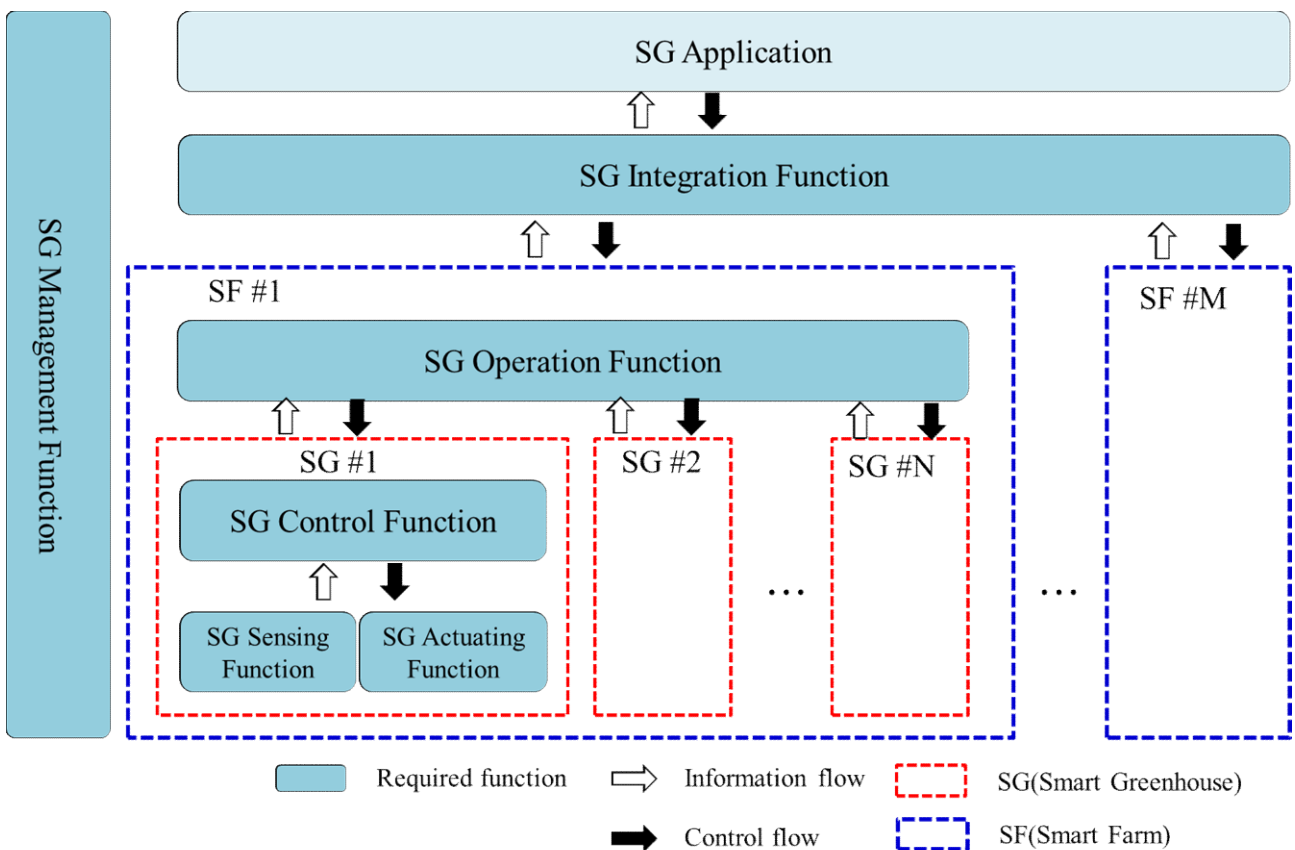 SG Management Function
SG Application
SG Integration Function
SF #1
SF #M
SG Operation Function
SG #1
SG #2
SG #N
SG Control Function
...
...
SG Sensing
Function
SG Actuating
Function
Required function
Information flow
SG(Smart Greenhouse)
Control flow
SF(Smart Farm)